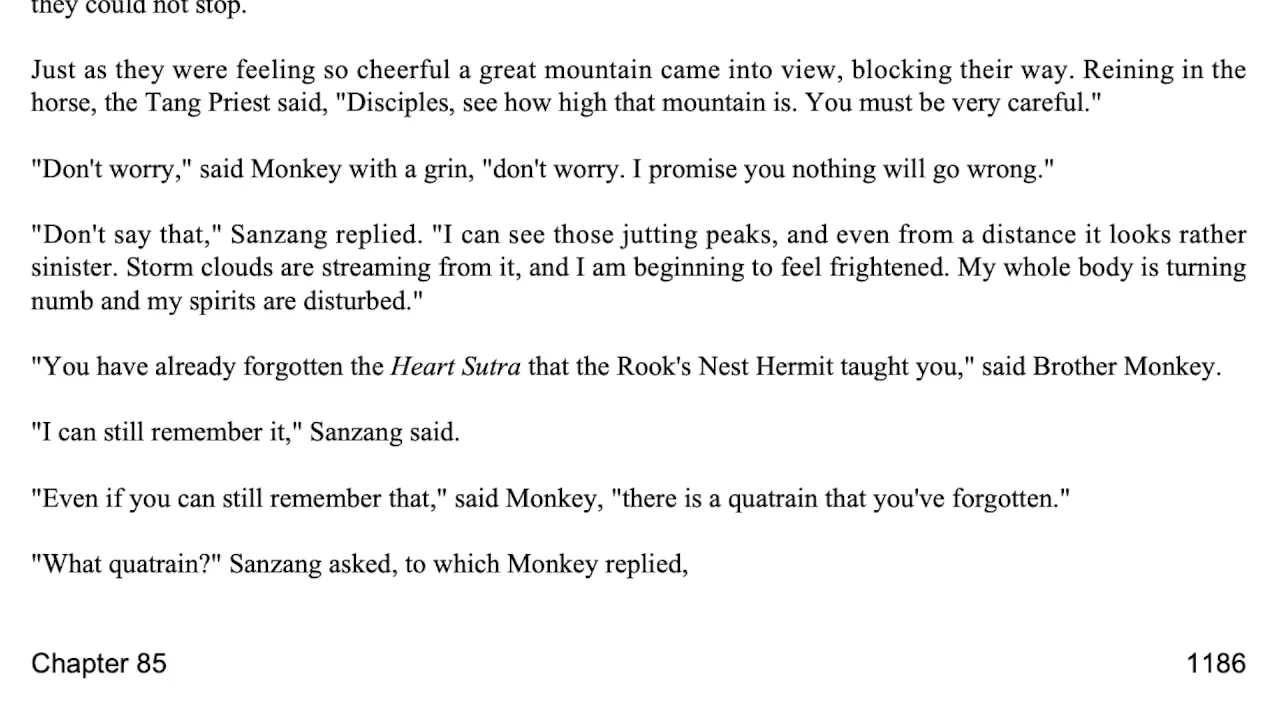 they could not stop.
Just as they were feeling so cheerful a great mountain came into view, blocking their way. Reining in the
horse, the Tang Priest said, "Disciples, see how high that mountain is. You must be very careful."
"Don't worry," said Monkey with a grin, "don't worry. I promise you nothing will go wrong."
"Don't say that," Sanzang replied. "I can see those jutting peaks, and even from a distance it looks rather
sinister. Storm clouds are streaming from it, and I am beginning to feel frightened. My whole body is turning
numb and my spirits are disturbed."
"You have already forgotten the Heart Sutra that the Rook's Nest Hermit taught you," said Brother Monkey.
"I can still remember it," Sanzang said.
"Even if you can still remember that," said Monkey, "there is a quatrain that you've forgotten."
"What quatrain?" Sanzang asked, to which Monkey replied,
Chapter 85
1186